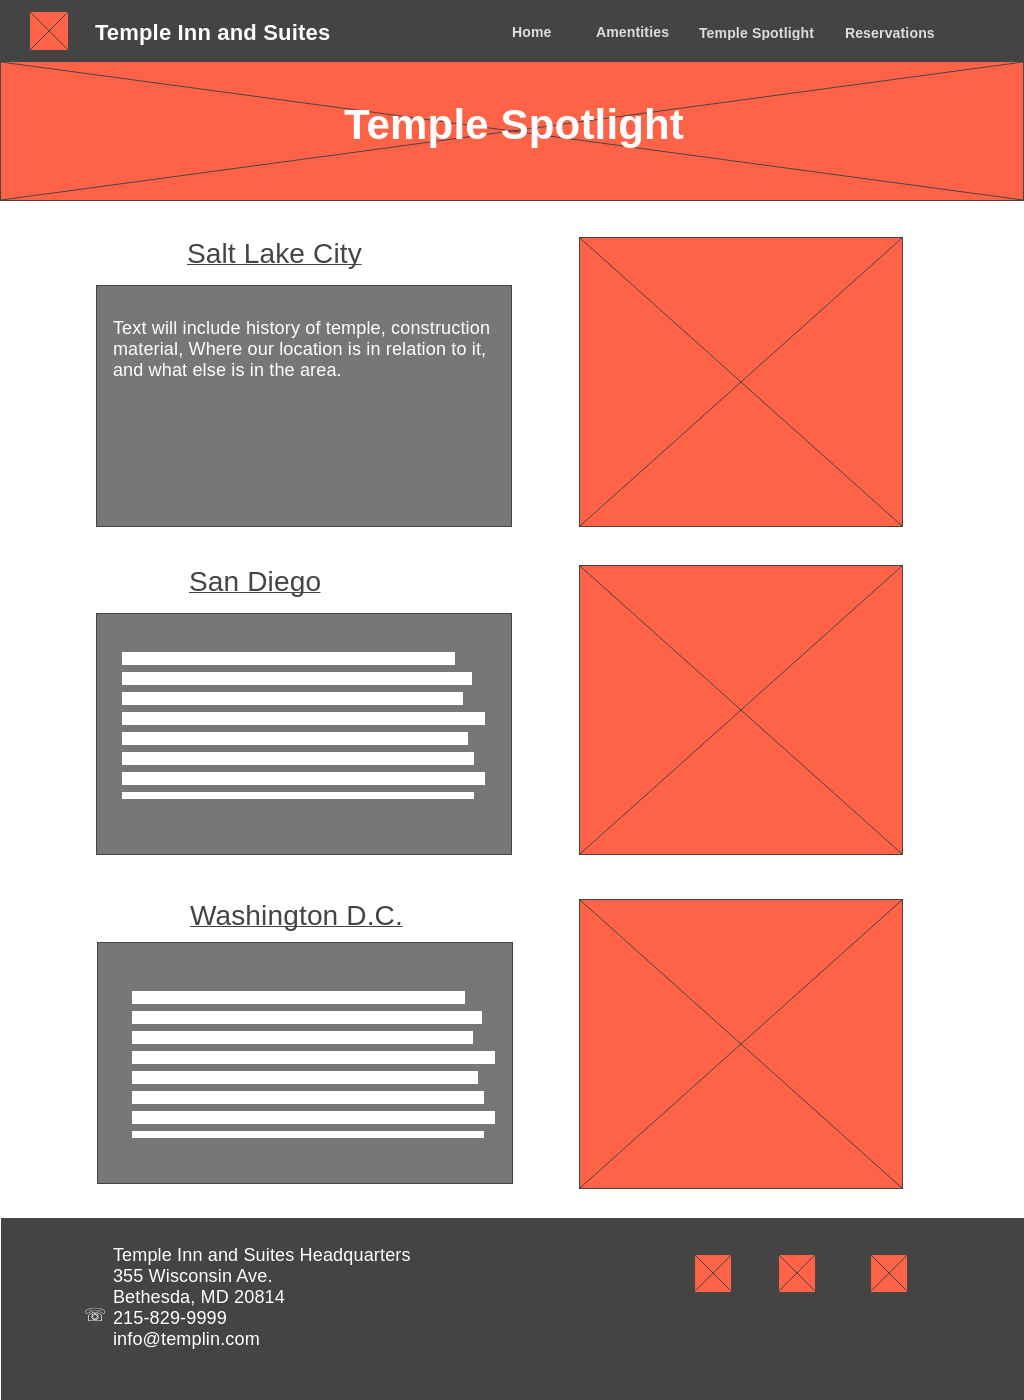 Temple Inn and Suites
Home Amentities Temple Spotlight Reservations
Temple Spotlight
Salt Lake City
Text will include history of temple, construction
material, Where our location is in relation to it,
and what else is in the area.
San Diego
Washington D.C.
Temple Inn and Suites Headquarters
355 Wisconsin Ave.
Bethesda, MD 20814
☏ 215-829-9999
info@templin.com